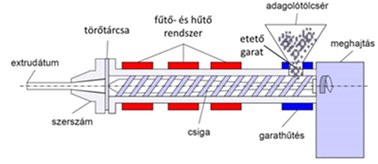 adagolótölcsér
fűtő- és hűtő
rendszer
törőtárcsa
etető
garat
meghajtás
extrudátum
szerszám
csiga
garathűtés